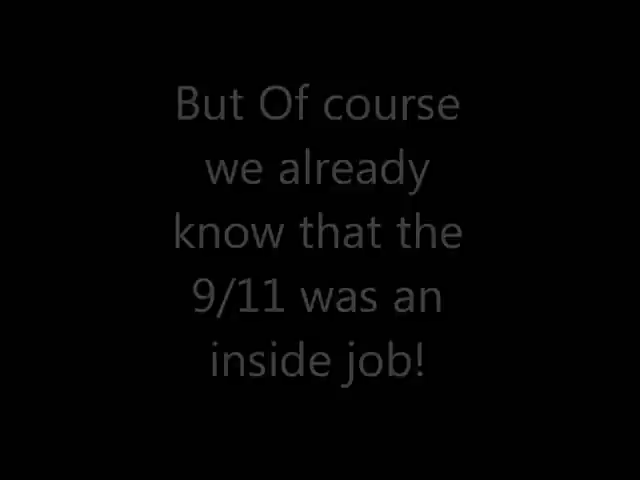 But Of course
we already
know that the
9/11 was an
inside job!